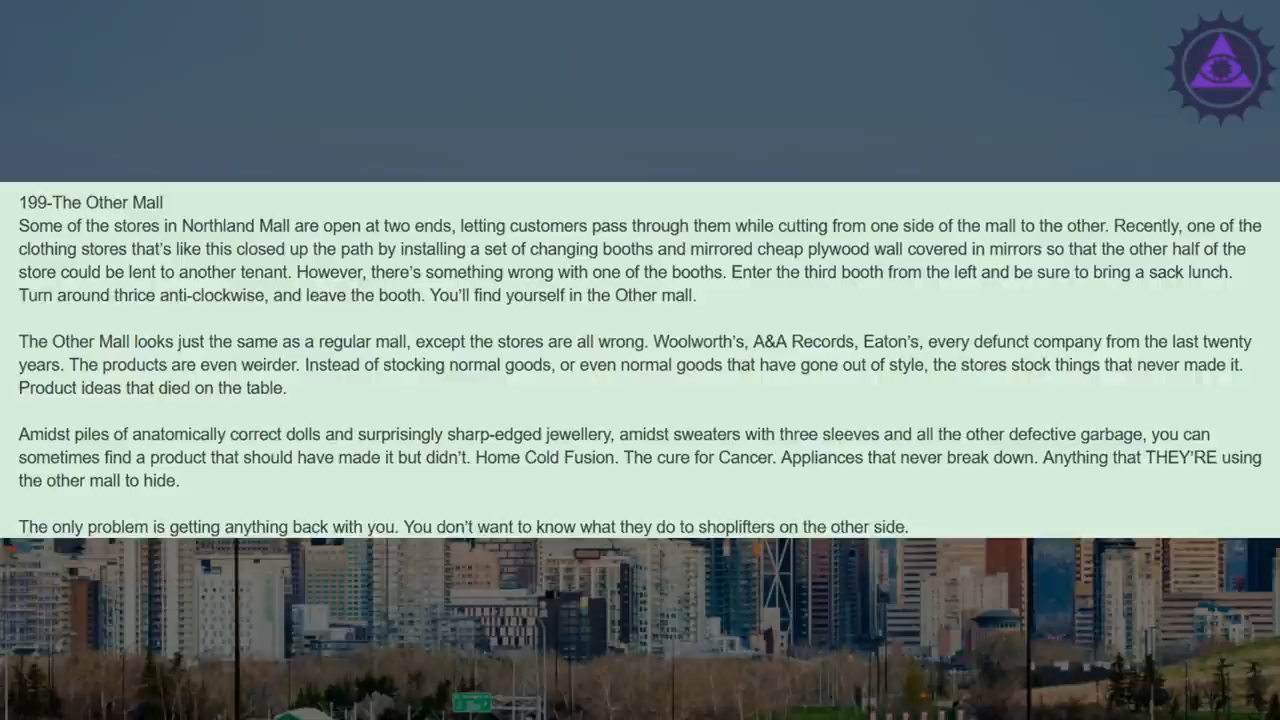 199-The Other Mall
Some of the stores in Northland Mall are open at two ends, letting customers pass through them while cutting from one side of the mall to the other. Recently, one of the
clothing stores that's like this closed up the path by installing a set of changing booths and mirrored cheap plywood wall covered in mirrors so that the other half of the
store could be lent to another tenant. However, there's something wrong with one of the booths. Enter the third booth from the left and be sure to bring a sack lunch.
Turn around thrice anti-clockwise, and leave the booth. You'll find yourself in the Other mall.
The Other Mall looks just the same as a regular mall, except the stores are all wrong. Woolworth's, A&A Records, Eaton's, every defunct company from the last twenty
years. The products are even weirder. Instead of stocking normal goods, or even normal goods that have gone out of style, the stores stock things that never made it.
Product ideas that died on the table.
Amidst piles of anatomically correct dolls and surprisingly sharp-edged jewellery, amidst sweaters with three sleeves and all the other defective garbage, you can
sometimes find a product that should have made it but didn't. Home Cold Fusion. The cure for Cancer. Appliances that never break down. Anything that THEY'RE using
the other mall to hide.
The only problem is getting anything back with you. You don't want to know what they do to shoplifters on the other side.